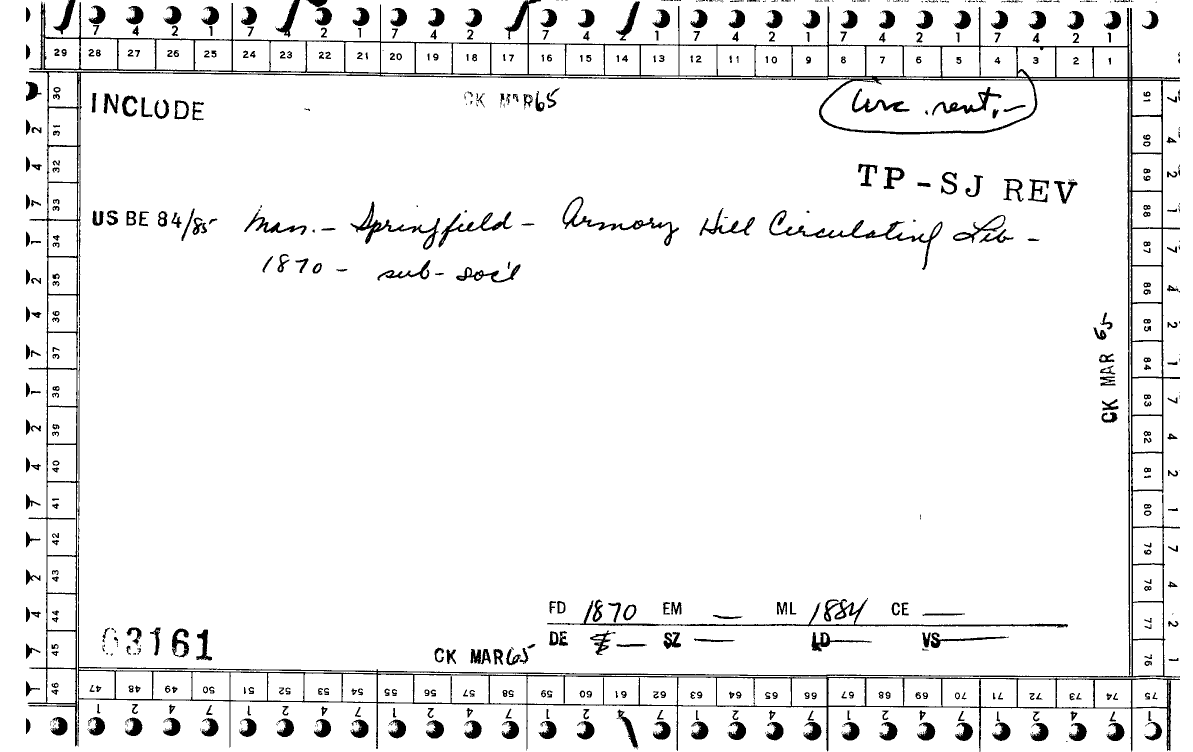 7 4 2 1 7 4 2 1 7 4 2 1 7 4 2 1 7 4 2 1 7 4 2 1 7 4 2 1
29 28 27 26 25 24 23 22 21 20 19 18 17 16 15 14 13 12 11 10 9 8 7 6 5 4 3 2 1
INCLUDE CK MAR 65 Circ. rent.-
TP-SJ REV
US BE 84/85 Mass. - Springfield - Armory Hill Circulating Lib -
1870 - sub-soc'l
CK MAR 65
FD 1870 EM — ML 1884 CE —
DE — SZ — LD — VS —
03161 CK MAR 65
30 31 32 33 34 35 36 37 38 39 40 41 42 43 44 45 46
91 90 89 88 87 86 85 84 83 82 81 80 79 78 77 76
47 48 49 50 51 52 53 54 55 56 57 58 59 60 61 62 63 64 65 66 67 68 69 70 71 72 73 74 75
1 2 4 7 1 2 4 7 1 2 4 7 1 2 4 7 1 2 4 7 1 2 4 7 1 2 4 7 1